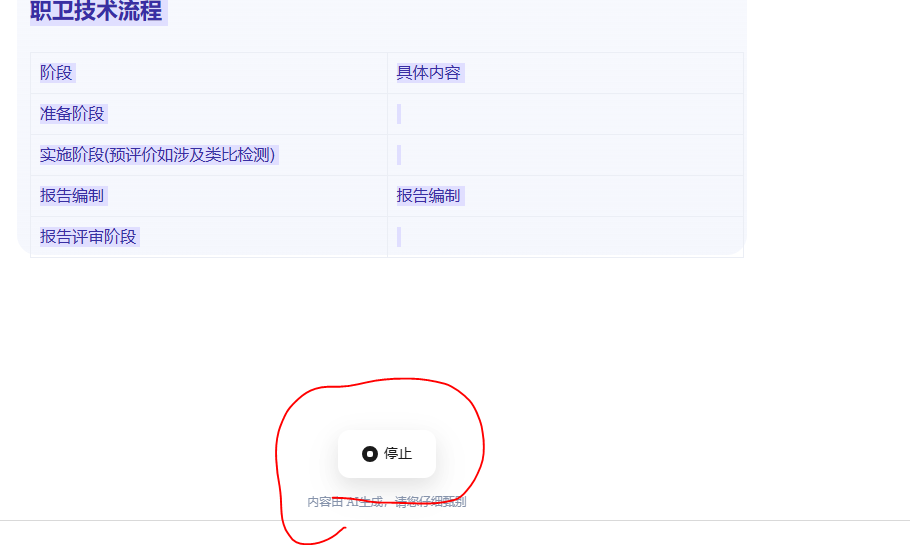 职卫技术流程
阶段 具体内容
准备阶段
实施阶段(预评价如涉及类比检测)
报告编制 报告编制
报告评审阶段
停止
内容由 AI生成，请您仔细甄别